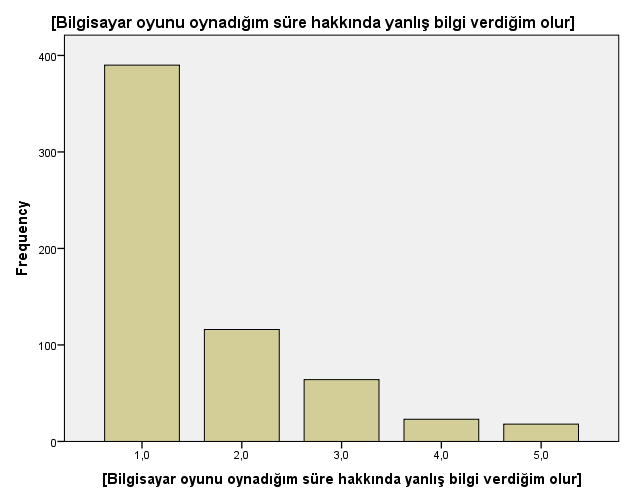 [Bilgisayar oyunu oynadığım süre hakkında yanlış bilgi verdiğim olur]
400
300
200
100
0
Frequency
1,0 2,0 3,0 4,0 5,0
[Bilgisayar oyunu oynadığım süre hakkında yanlış bilgi verdiğim olur]